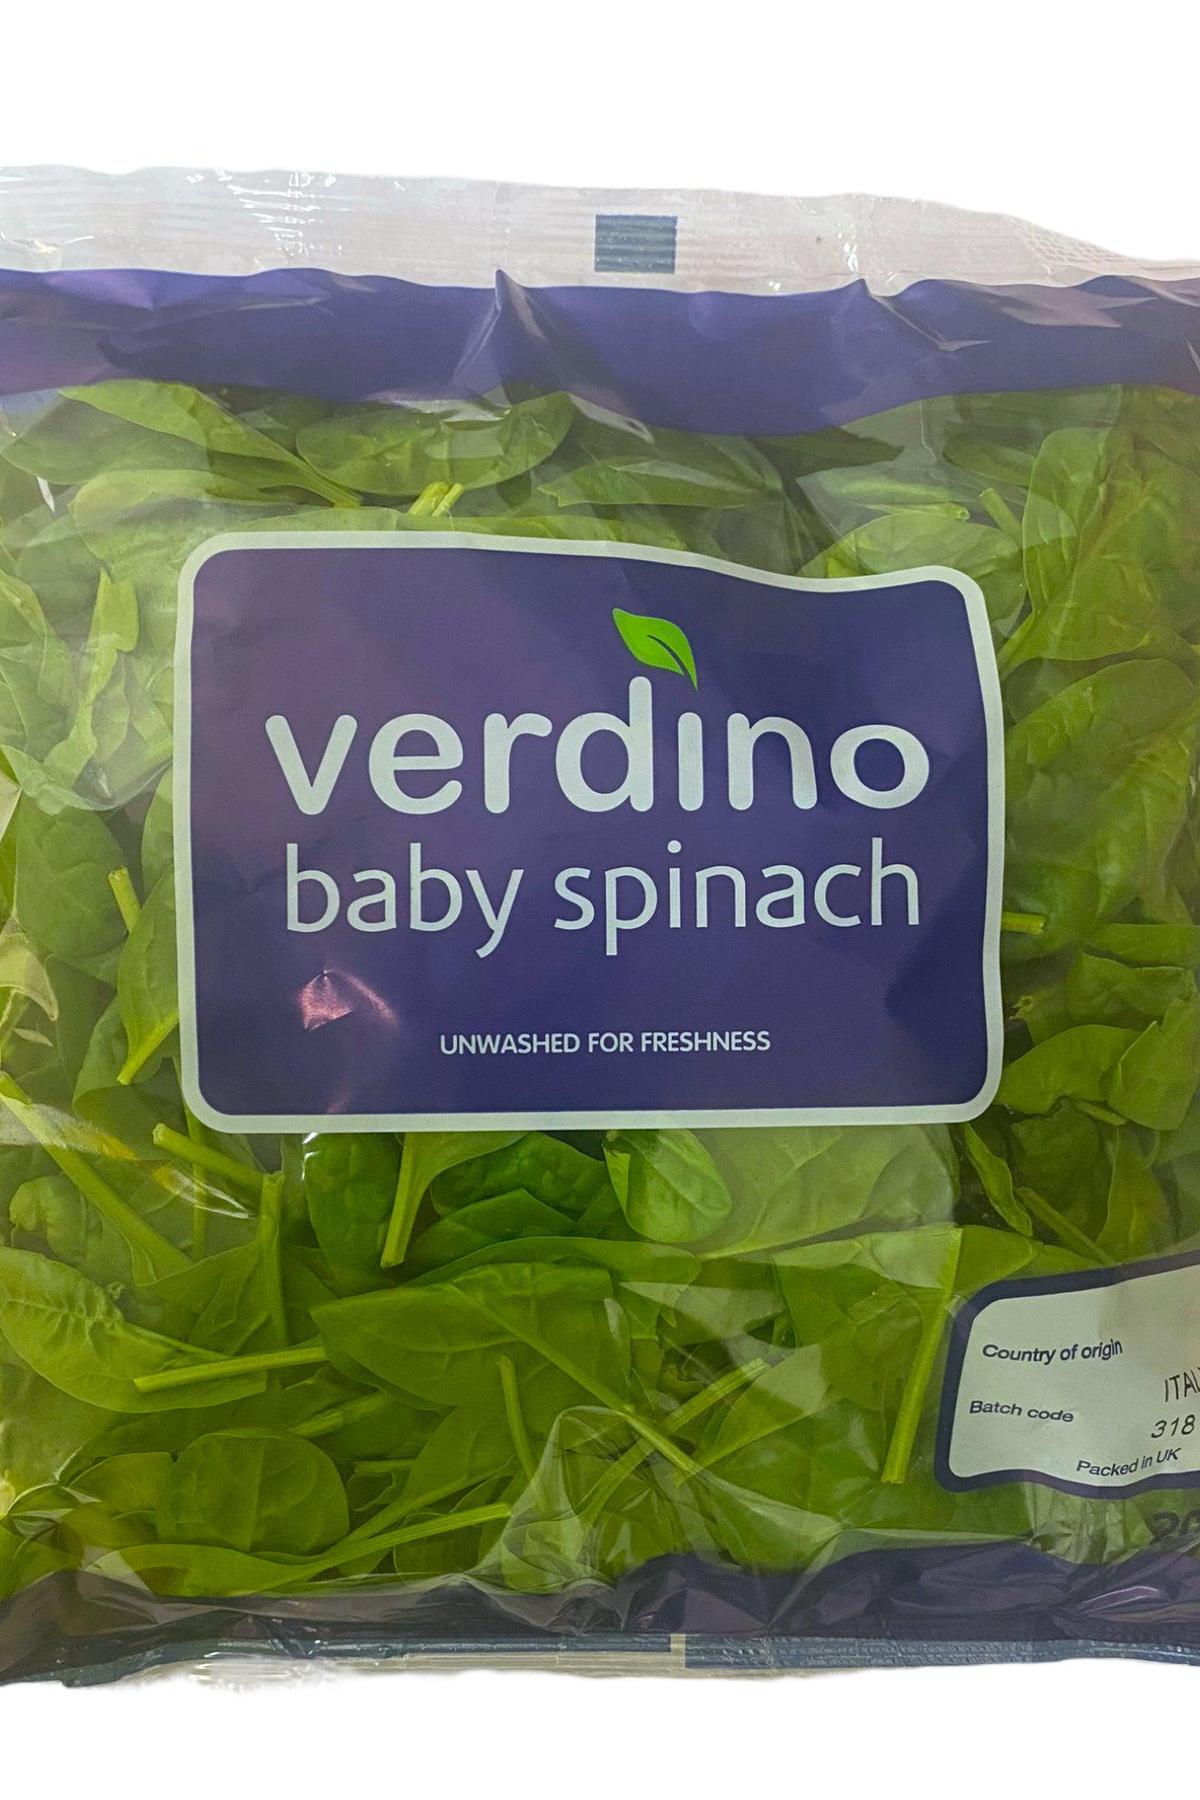 verdino
baby spinach
UNWASHED FOR FRESHNESS
Country of origin
Batch code
318
Packed in UK